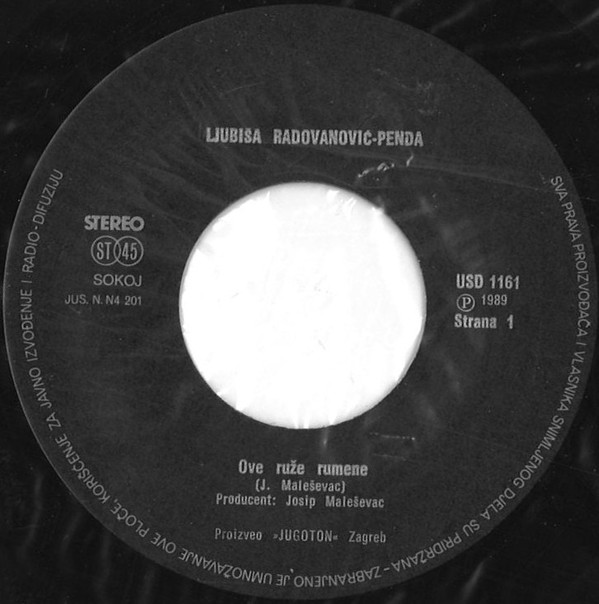 LJUBIŠA RADOVANOVIĆ-PENDA
STEREO
ST 45
SOKOJ
JUS. N. N4 201
USD 1161
Ⓟ 1989
Strana 1
Ove ruže rumene
(J. Maleševac)
Producent: Josip Maleševac
Proizveo »JUGOTON« Zagreb
SVA PRAVA PROIZVOĐAČA I VLASNIKA SNIMLJENOG DJELA SU PRIDRŽANA - ZABRANJENO JE UMNOŽAVANJE OVE PLOČE, KORIŠĆENJE ZA JAVNO IZVOĐENJE I RADIO-DIFUZIJU